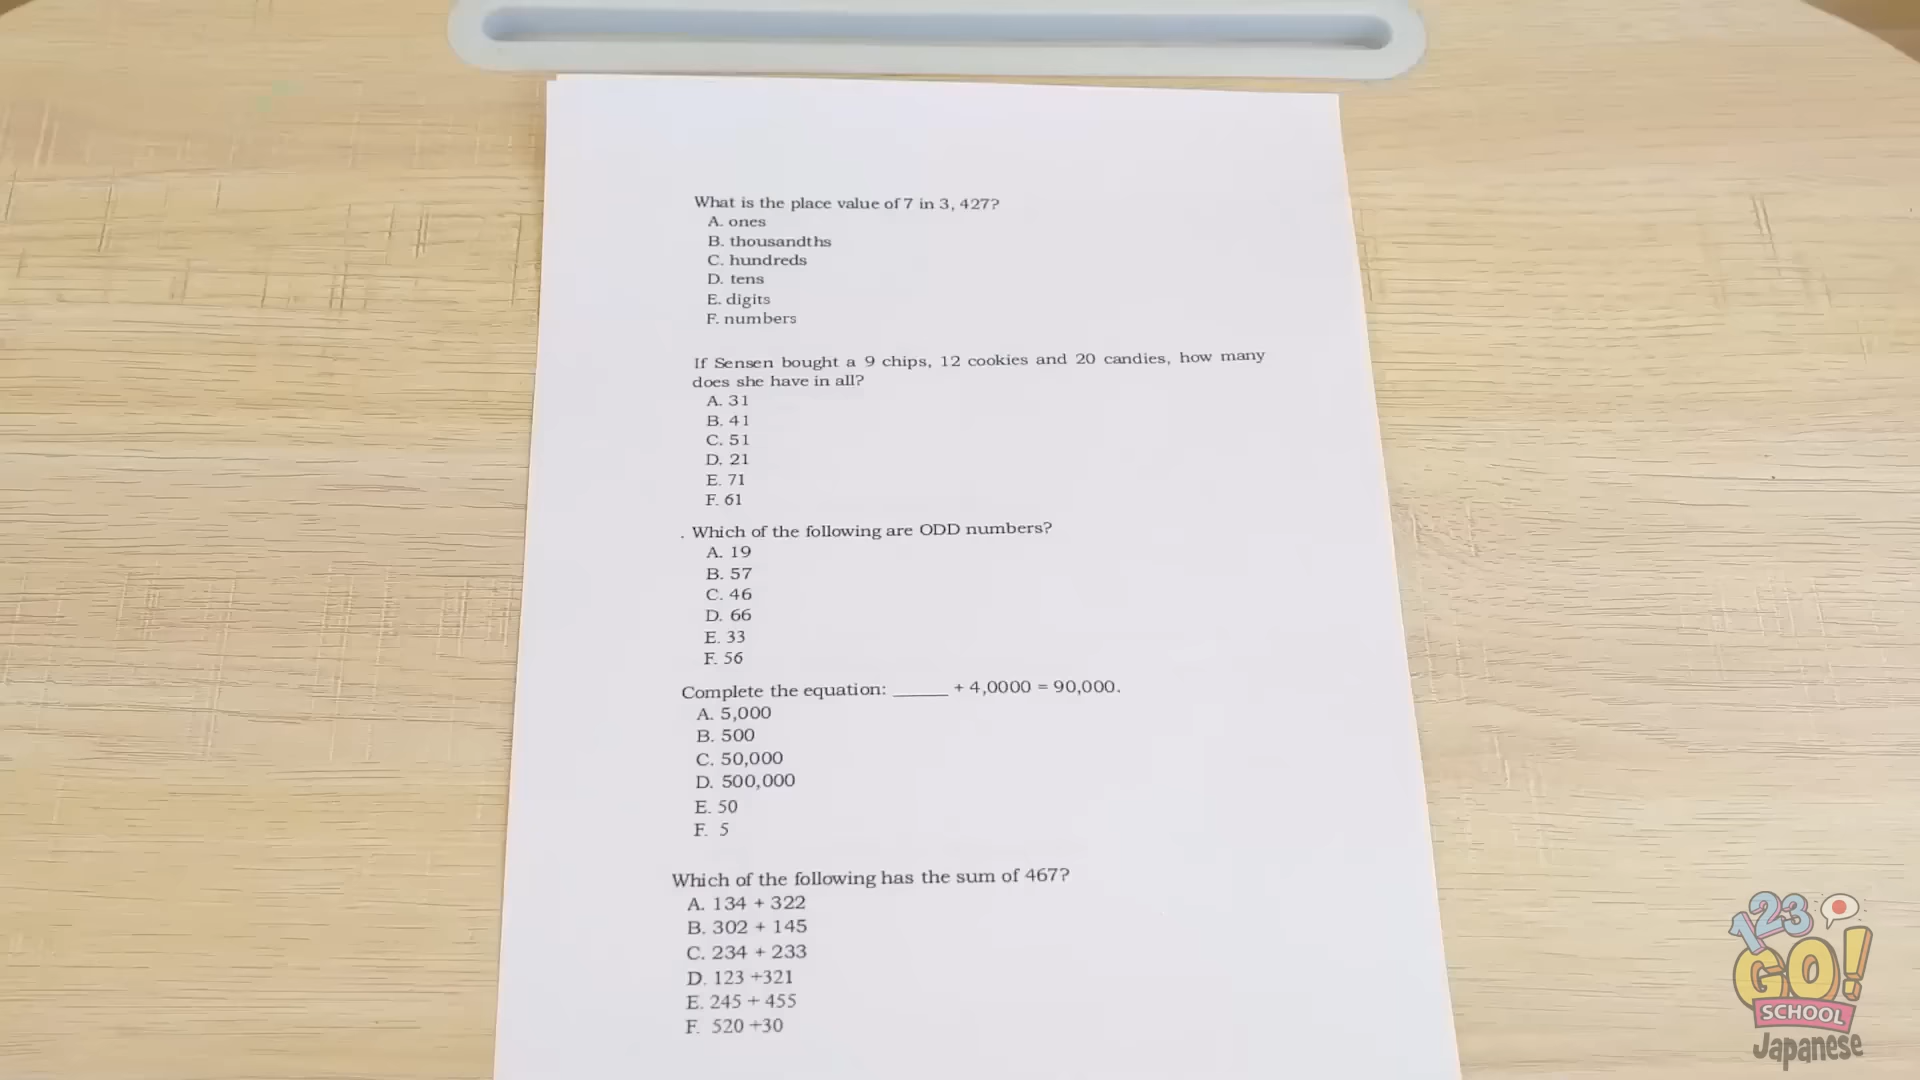 What is the place value of 7 in 3, 427?
A. ones
B. thousandths
C. hundreds
D. tens
E. digits
F. numbers
If Sensen bought a 9 chips, 12 cookies and 20 candies, how many
does she have in all?
A. 31
B. 41
C. 51
D. 21
E. 71
F. 61
. Which of the following are ODD numbers?
A. 19
B. 57
C. 46
D. 66
E. 33
F. 56
Complete the equation: ______ + 4,0000 = 90,000.
A. 5,000
B. 500
C. 50,000
D. 500,000
E. 50
F. 5
Which of the following has the sum of 467?
A. 134 + 322
B. 302 + 145
C. 234 + 233
D. 123 +321
E. 245 + 455
F. 520 +30
123
GO!
SCHOOL
Japanese